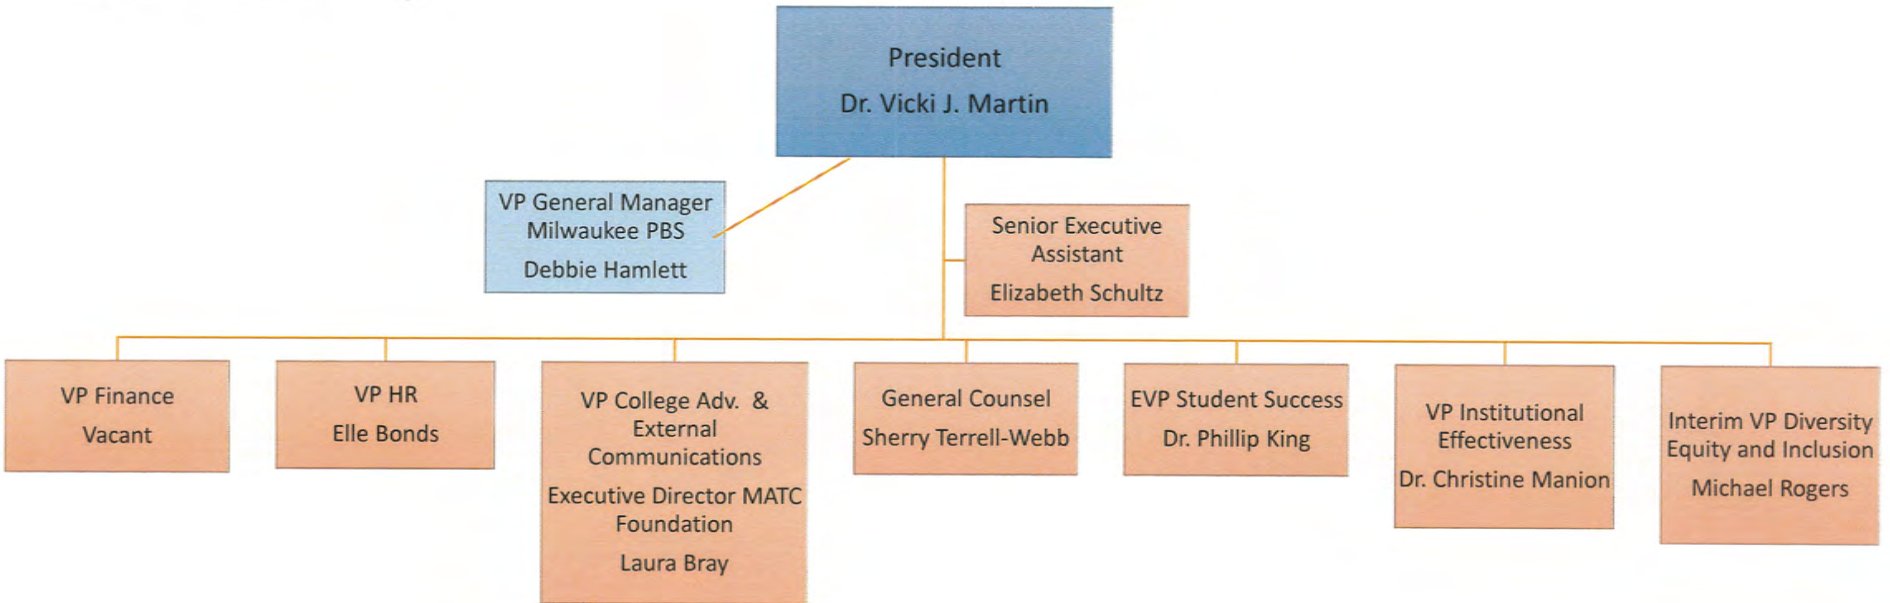 President
Dr. Vicki J. Martin
VP General Manager
Milwaukee PBS
Debbie Hamlett
Senior Executive
Assistant
Elizabeth Schultz
VP Finance
Vacant
VP HR
Elle Bonds
VP College Adv. &
External
Communications
Executive Director MATC
Foundation
Laura Bray
General Counsel
Sherry Terrell-Webb
EVP Student Success
Dr. Phillip King
VP Institutional
Effectiveness
Dr. Christine Manion
Interim VP Diversity
Equity and Inclusion
Michael Rogers